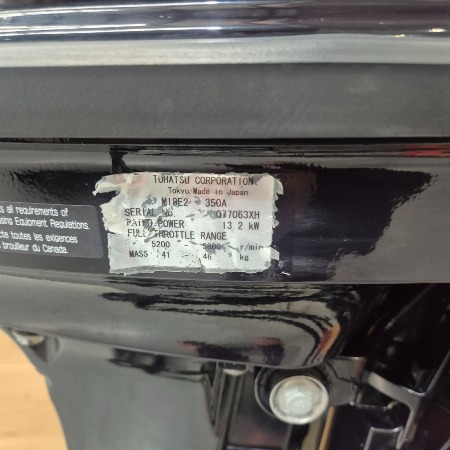 TOHATSU CORPORATION
Tokyo Made in Japan
M18E2 350A
SERIAL NO. 077063XH
RATED POWER 13,2 kW
FULL THROTTLE RANGE
5200 5800 r/min
MASS 41 46 kg
all requirements of
Equipment Regulations.
toutes les exigences
brouilleur du Canada.